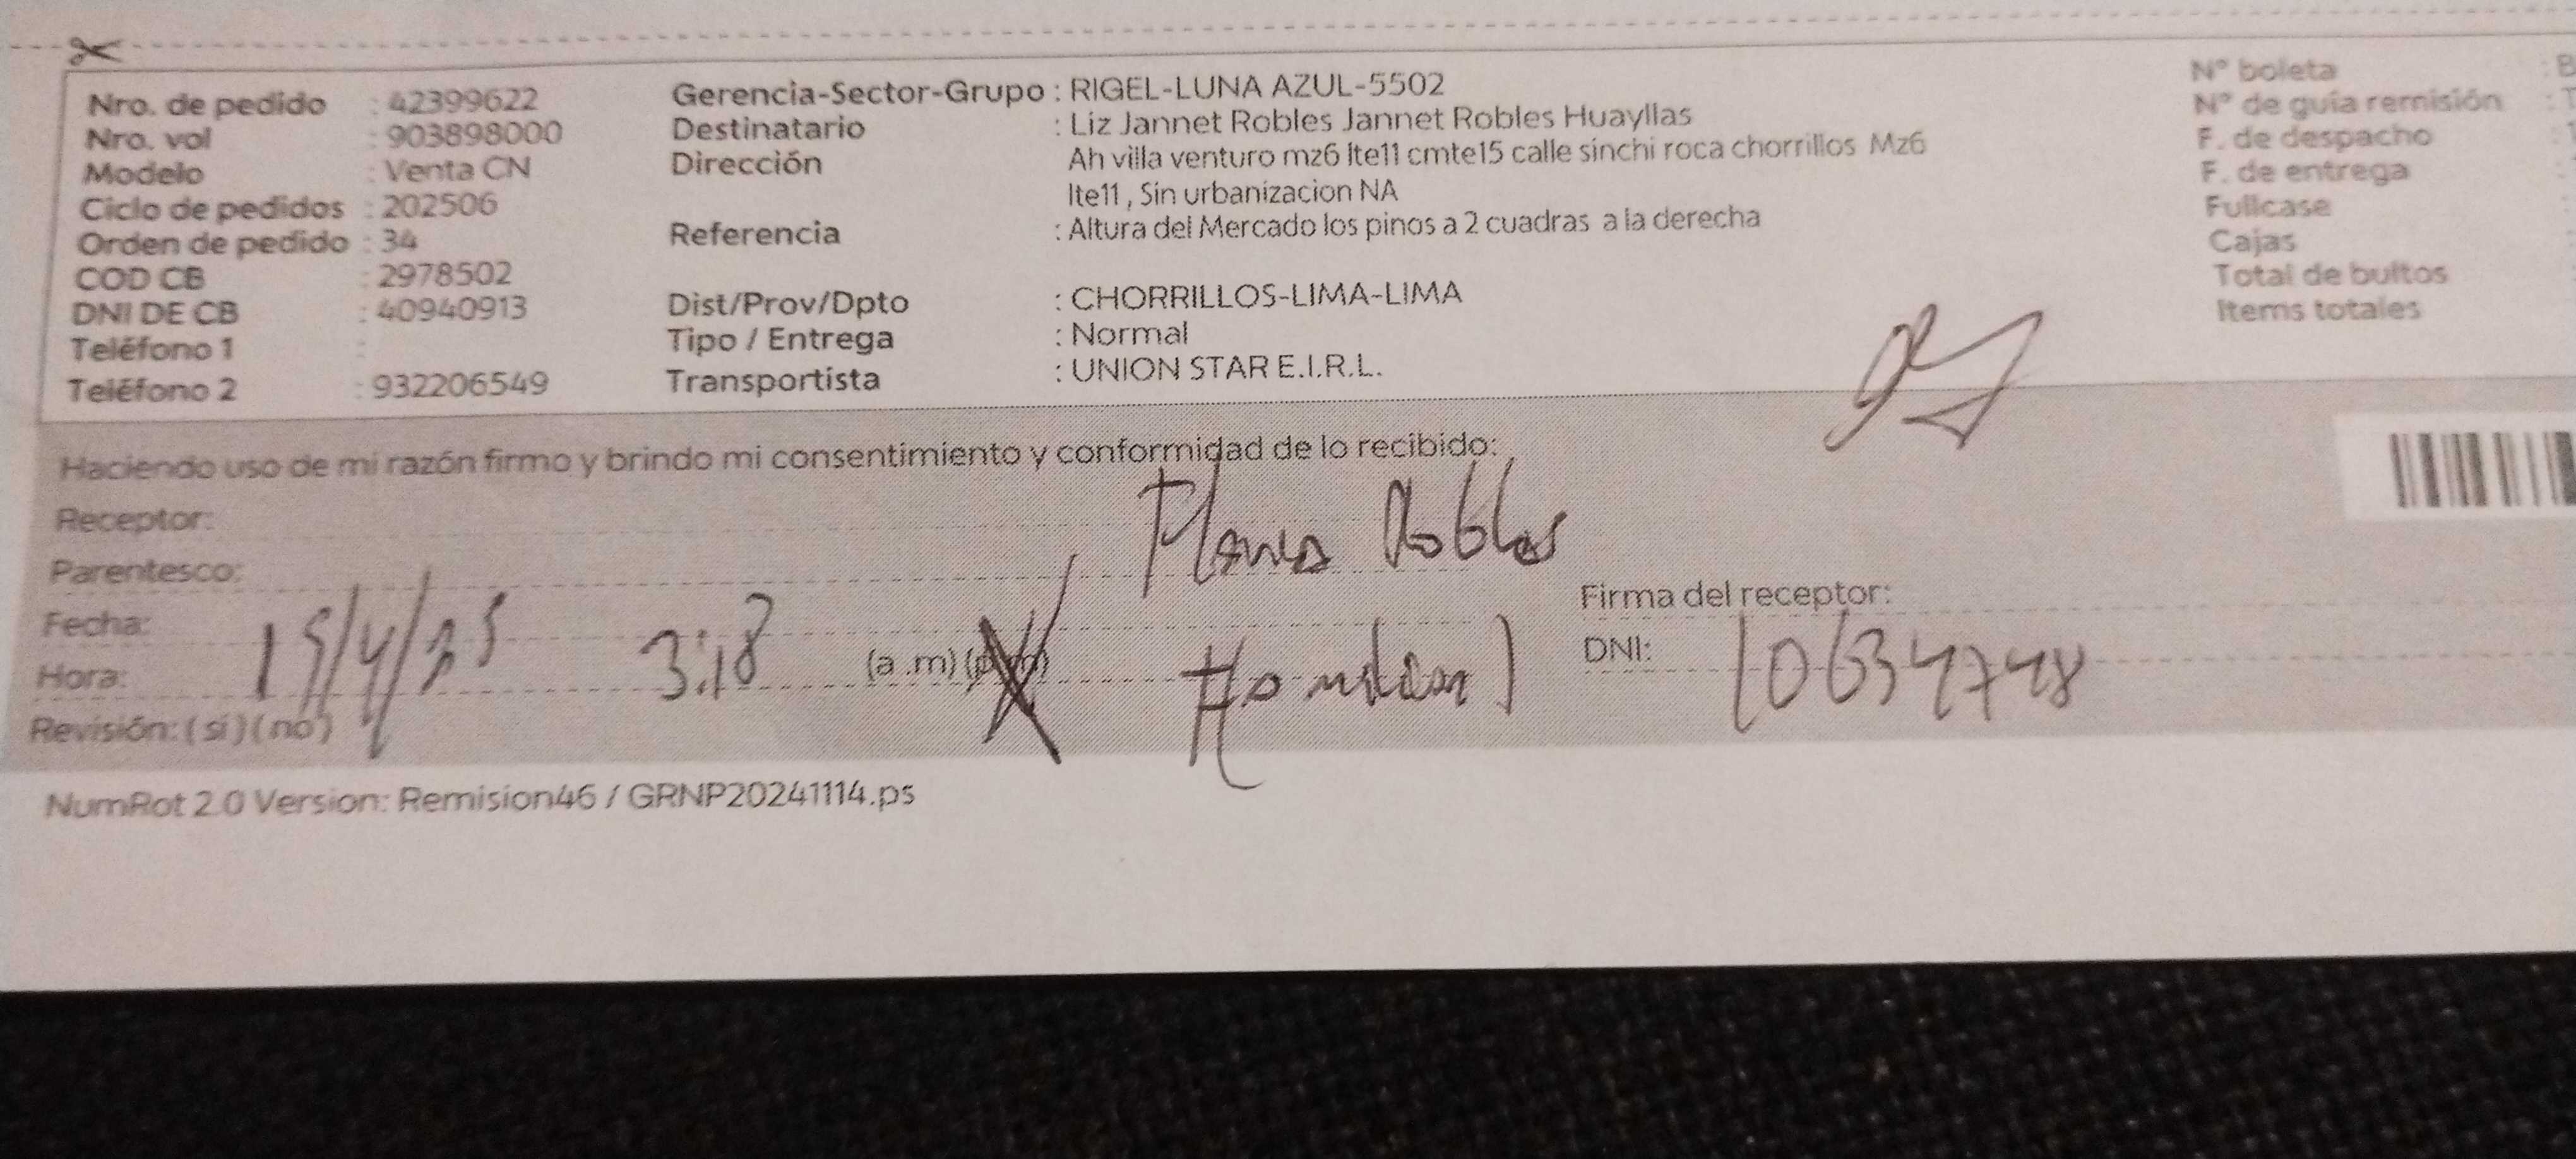 Nro. de pedido : 42399622
Nro. vol : 903898000
Modelo : Venta CN
Ciclo de pedidos : 202506
Orden de pedido : 34
COD CB : 2978502
DNI DE CB : 40940913
Teléfono 1 :
Teléfono 2 : 932206549
Gerencia-Sector-Grupo : RIGEL-LUNA AZUL-5502
Destinatario : Liz Jannet Robles Jannet Robles Huayllas
Dirección Ah villa venturo mz6 lte11 cmte15 calle sinchi roca chorrillos Mz6
lte11 , Sin urbanizacion NA
Referencia : Altura del Mercado los pinos a 2 cuadras a la derecha
Dist/Prov/Dpto : CHORRILLOS-LIMA-LIMA
Tipo / Entrega : Normal
Transportista : UNION STAR E.I.R.L.
N° boleta : B
N° de guía remisión : T
F. de despacho :
F. de entrega :
Fullcase :
Cajas :
Total de bultos
Items totales
Haciendo uso de mi razón firmo y brindo mi consentimiento y conformidad de lo recibido:
Receptor: Robles
Parentesco:
Firma del receptor:
Fecha:
Hora: 3:18 (a .m) (p.m)
DNI: 10634748
Revisión: ( sí ) ( no )
NumRot 2.0 Version: Remision46 / GRNP20241114.ps